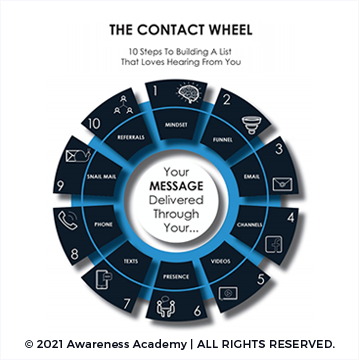 THE CONTACT WHEEL
10 Steps To Building A List
That Loves Hearing From You
1
MINDSET
2
FUNNEL
3
EMAIL
4
CHANNELS
5
VIDEOS
6
PRESENCE
7
TEXTS
8
PHONE
9
SNAIL MAIL
10
REFERRALS
Your
MESSAGE
Delivered
Through
Your...
© 2021 Awareness Academy | ALL RIGHTS RESERVED.